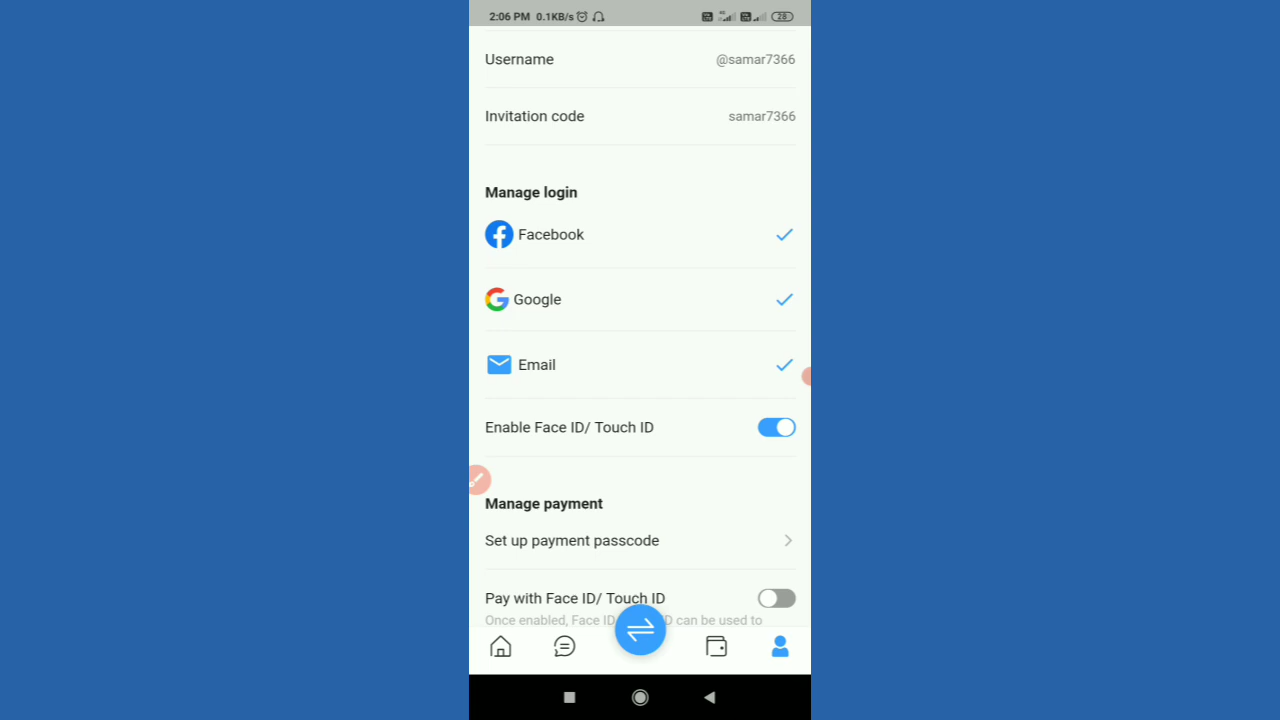 2:06 PM 0.1KB/s 28
Username @samar7366
Invitation code samar7366
Manage login
Facebook
Google
Email
Enable Face ID/ Touch ID
Manage payment
Set up payment passcode
Pay with Face ID/ Touch ID
Once enabled, Face ID D can be used to